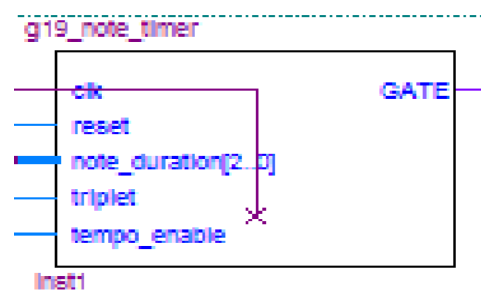 g19_note_timer
clk GATE
reset
note_duration[2..0]
triplet
tempo_enable
inst1